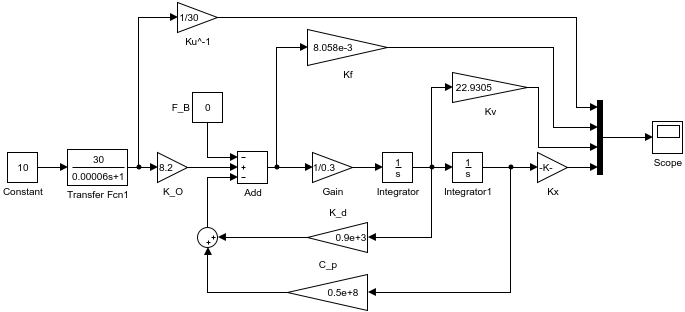 1/30
Ku^-1
8.058e-3
Kf
22.9305
Kv
F_B
0
10
Constant
30
0.00006s+1
Transfer Fcn1
8.2
K_O
−
+
−
Add
1/0.3
Gain
1
s
Integrator
1
s
Integrator1
-K-
Kx
Scope
K_d
0.9e+3
+
+
C_p
0.5e+8